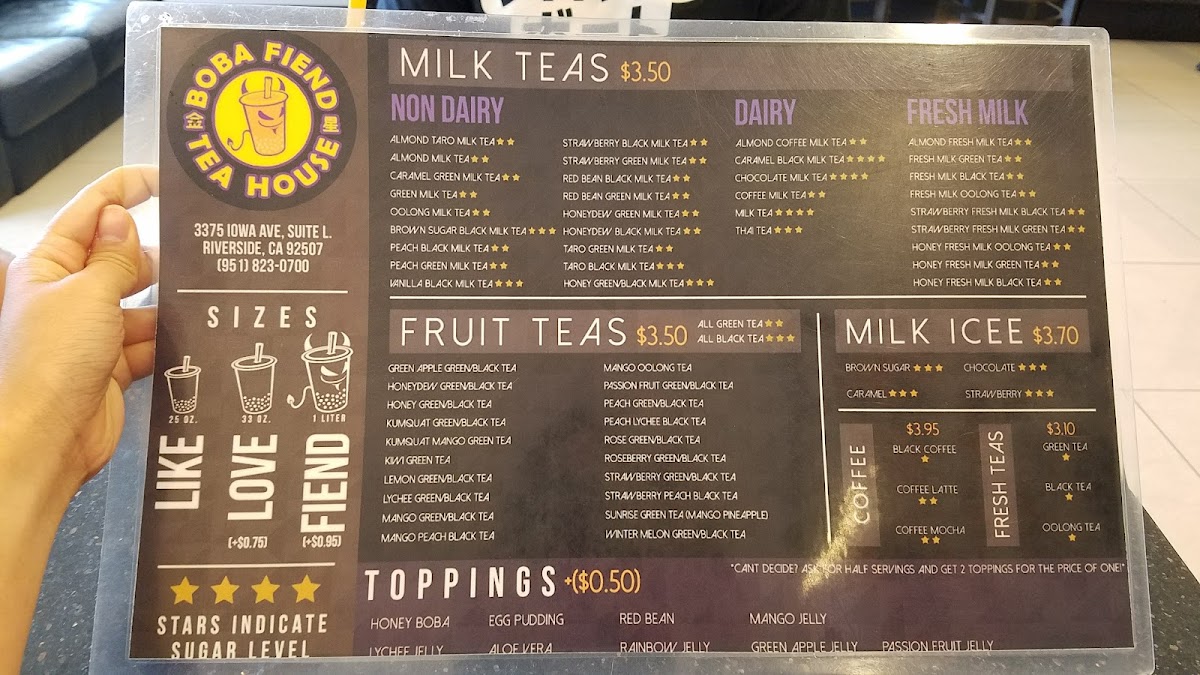 BOBA FIEND
金 星
TEA HOUSE
3375 IOWA AVE, SUITE L.
RIVERSIDE, CA 92507
(951) 823-0700
SIZES
25 OZ.
33 OZ.
1 LITER
LIKE
LOVE
FIEND
(+$0.75)
(+$0.95)
STARS INDICATE
SUGAR LEVEL
MILK TEAS $3.50
NON DAIRY
ALMOND TARO MILK TEA★★
ALMOND MILK TEA★★
CARAMEL GREEN MILK TEA★★
GREEN MILK TEA★★
OOLONG MILK TEA★★
BROWN SUGAR BLACK MILK TEA★★★
PEACH BLACK MILK TEA★★
PEACH GREEN MILK TEA★★
VANILLA BLACK MILK TEA★★★
STRAWBERRY BLACK MILK TEA★★
STRAWBERRY GREEN MILK TEA★★
RED BEAN BLACK MILK TEA★★
RED BEAN GREEN MILK TEA★★
HONEYDEW GREEN MILK TEA★★
HONEYDEW BLACK MILK TEA★★
TARO GREEN MILK TEA★★
TARO BLACK MILK TEA★★★
HONEY GREEN/BLACK MILK TEA★★★
DAIRY
ALMOND COFFEE MILK TEA★★
CARAMEL BLACK MILK TEA★★★★
CHOCOLATE MILK TEA★★★★
COFFEE MILK TEA★★
MILK TEA★★★★
THAI TEA★★★
FRESH MILK
ALMOND FRESH MILK TEA★★
FRESH MILK GREEN TEA★★
FRESH MILK BLACK TEA★★
FRESH MILK OOLONG TEA★★
STRAWBERRY FRESH MILK BLACK TEA★★
STRAWBERRY FRESH MILK GREEN TEA★★
HONEY FRESH MILK OOLONG TEA★★
HONEY FRESH MILK GREEN TEA★★
HONEY FRESH MILK BLACK TEA★★
FRUIT TEAS $3.50
ALL GREEN TEA★★
ALL BLACK TEA★★★
GREEN APPLE GREEN/BLACK TEA
HONEYDEW GREEN/BLACK TEA
HONEY GREEN/BLACK TEA
KUMQUAT GREEN/BLACK TEA
KUMQUAT MANGO GREEN TEA
KIWI GREEN TEA
LEMON GREEN/BLACK TEA
LYCHEE GREEN/BLACK TEA
MANGO GREEN/BLACK TEA
MANGO PEACH BLACK TEA
MANGO OOLONG TEA
PASSION FRUIT GREEN/BLACK TEA
PEACH GREEN/BLACK TEA
PEACH LYCHEE BLACK TEA
ROSE GREEN/BLACK TEA
ROSEBERRY GREEN/BLACK TEA
STRAWBERRY GREEN/BLACK TEA
STRAWBERRY PEACH BLACK TEA
SUNRISE GREEN TEA (MANGO PINEAPPLE)
WINTER MELON GREEN/BLACK TEA
MILK ICEE $3.70
BROWN SUGAR ★★★
CHOCOLATE ★★★
CARAMEL★★★
STRAWBERRY★★★
COFFEE
$3.95
BLACK COFFEE
★
COFFEE LATTE
★★
COFFEE MOCHA
★★
FRESH TEAS
$3.10
GREEN TEA
★
BLACK TEA
★
OOLONG TEA
★
TOPPINGS +($0.50)
*CANT DECIDE? ASK FOR HALF SERVINGS AND GET 2 TOPPINGS FOR THE PRICE OF ONE!*
HONEY BOBA
EGG PUDDING
RED BEAN
MANGO JELLY
LYCHEE JELLY
ALOE VERA
RAINBOW JELLY
GREEN APPLE JELLY
PASSION FRUIT JELLY